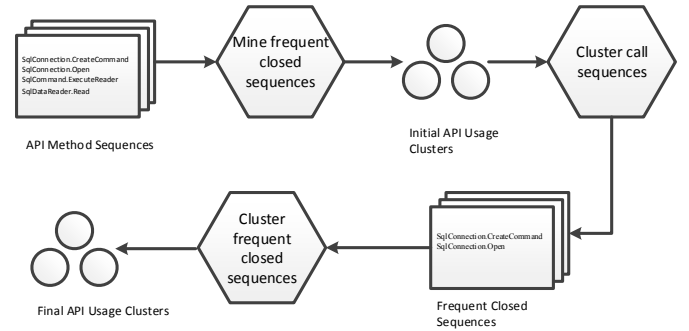 SqlConnection.CreateCommand
SqlConnection.Open
SqlCommand.ExecuteReader
SqlDataReader.Read
API Method Sequences
Mine frequent
closed
sequences
Initial API Usage
Clusters
Cluster call
sequences
SqlConnection.CreateCommand
SqlConnection.Open
Frequent Closed
Sequences
Cluster
frequent
closed
sequences
Final API Usage Clusters